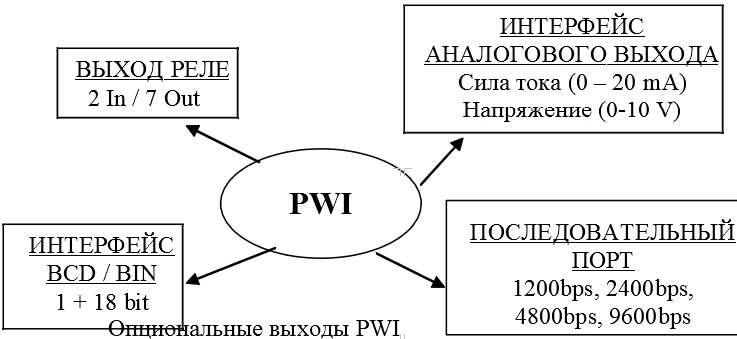 ВЫХОД РЕЛЕ
2 In / 7 Out
ИНТЕРФЕЙС
АНАЛОГОВОГО ВЫХОДА
Сила тока (0 – 20 mA)
Напряжение (0-10 V)
PWI
ИНТЕРФЕЙС
BCD / BIN
1 + 18 bit
ПОСЛЕДОВАТЕЛЬНЫЙ
ПОРТ
1200bps, 2400bps,
4800bps, 9600bps
Опциональные выходы PWI